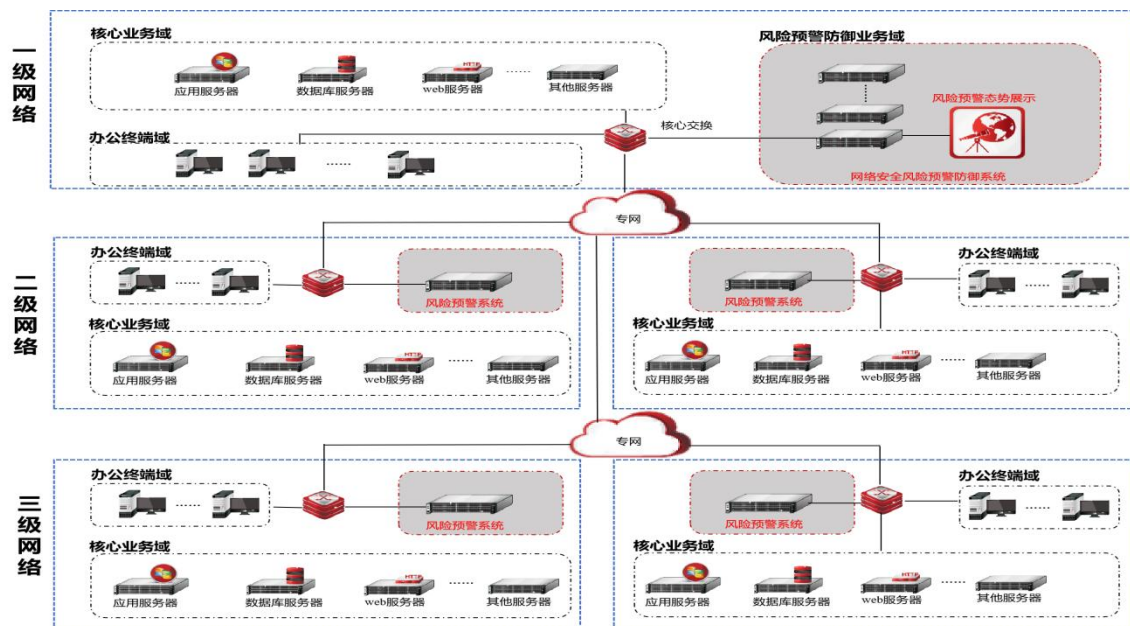 一级网络
核心业务域
应用服务器
数据库服务器
web服务器
其他服务器
HTTP
办公终端域
核心交换
风险预警防御业务域
风险预警态势展示
网络安全风险预警防御系统
专网
二级网络
办公终端域
风险预警系统
核心业务域
应用服务器
数据库服务器
HTTP
web服务器
其他服务器
风险预警系统
办公终端域
核心业务域
应用服务器
数据库服务器
HTTP
web服务器
其他服务器
专网
三级网络
办公终端域
风险预警系统
核心业务域
应用服务器
数据库服务器
HTTP
web服务器
其他服务器
风险预警系统
办公终端域
核心业务域
应用服务器
数据库服务器
HTTP
web服务器
其他服务器